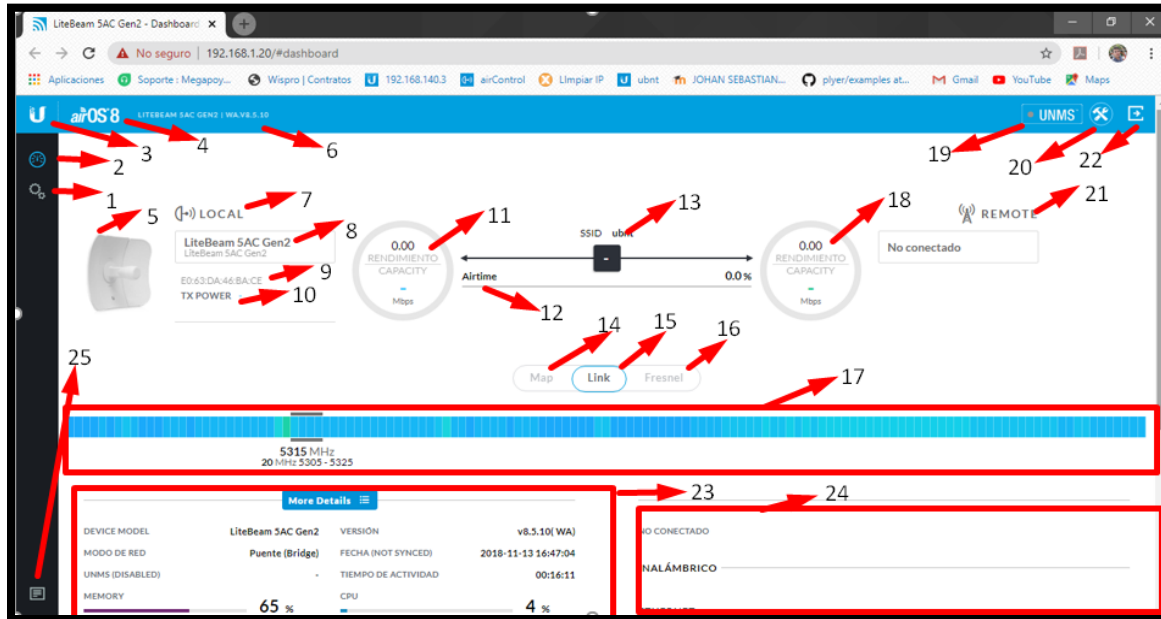 LiteBeam 5AC Gen2 - Dashboard
No seguro | 192.168.1.20/#dashboard
Aplicaciones Soporte : Megapoy... Wispro | Contratos 192.168.140.3 airControl LImpiar IP ubnt JOHAN SEBASTIAN... plyer/examples at... Gmail YouTube Maps
airOS 8 LITEBEAM 5AC GEN2 | WA.V8.5.10 UNMS
3 4 6 19 20 22
2
1 5 7 13 18 21
LOCAL REMOTE
8 11
LiteBeam 5AC Gen2
LiteBeam 5AC Gen2
SSID ubnt
No conectado
0.00
RENDIMIENTO
CAPACITY
-
Mbps
-
0.00
RENDIMIENTO
CAPACITY
-
Mbps
9
E0:63:DA:46:BA:CE
TX POWER -
10
Airtime 0.0 %
12
14 15 16
Map Link Fresnel
25 17
5315 MHz
20 MHz 5305 - 5325
23 24
More Details
DEVICE MODEL LiteBeam 5AC Gen2 VERSIÓN v8.5.10( WA)
MODO DE RED Puente (Bridge) FECHA (NOT SYNCED) 2018-11-13 16:47:04
UNMS (DISABLED) - TIEMPO DE ACTIVIDAD 00:16:11
MEMORY 65 % CPU 4 %
NO CONECTADO
INALÁMBRICO